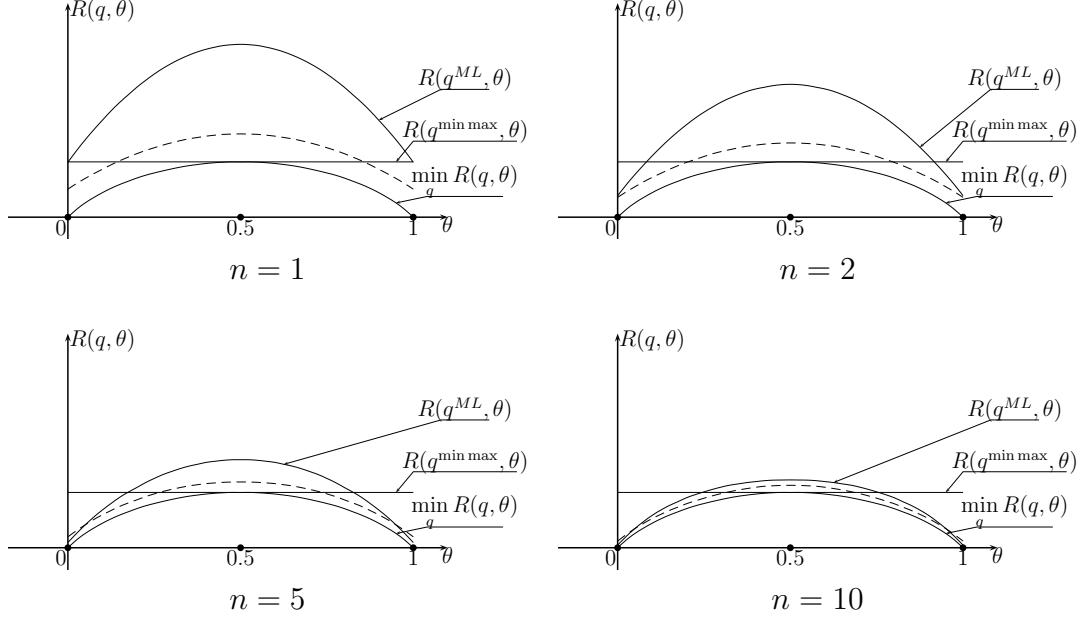 R(q, θ)
R(q^{ML}, θ)
R(q^{min max}, θ)
min_q R(q, θ)
0 0.5 1 θ
n = 1
R(q, θ)
R(q^{ML}, θ)
R(q^{min max}, θ)
min_q R(q, θ)
0 0.5 1 θ
n = 2
R(q, θ)
R(q^{ML}, θ)
R(q^{min max}, θ)
min_q R(q, θ)
0 0.5 1 θ
n = 5
R(q, θ)
R(q^{ML}, θ)
R(q^{min max}, θ)
min_q R(q, θ)
0 0.5 1 θ
n = 10